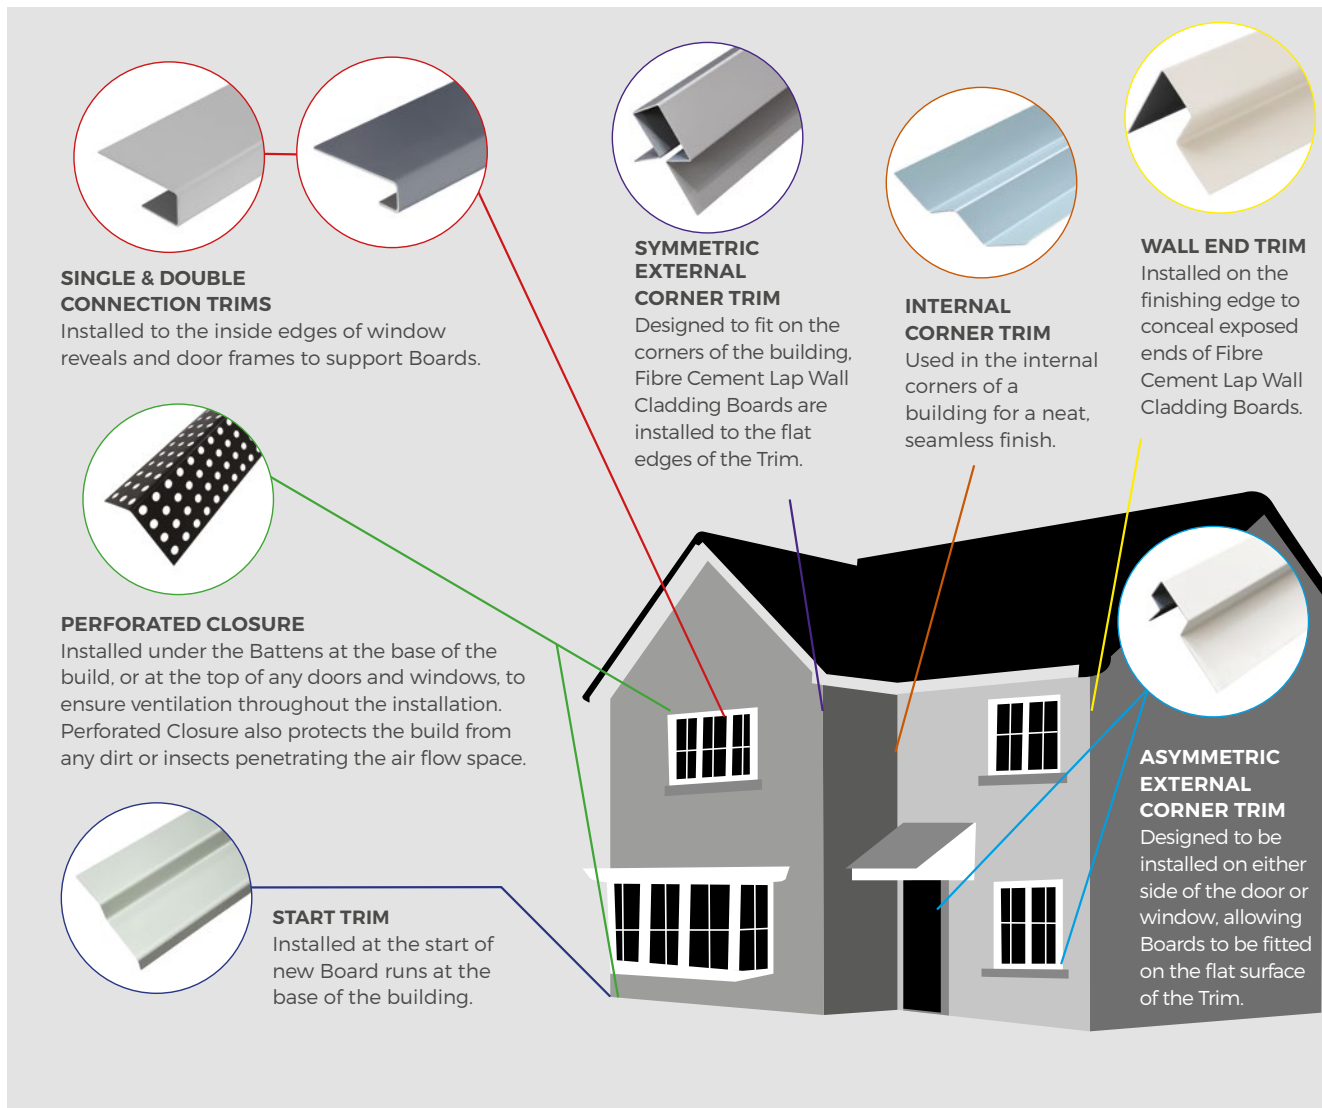 SINGLE & DOUBLE
CONNECTION TRIMS
Installed to the inside edges of window
reveals and door frames to support Boards.
SYMMETRIC
EXTERNAL
CORNER TRIM
Designed to fit on the
corners of the building,
Fibre Cement Lap Wall
Cladding Boards are
installed to the flat
edges of the Trim.
INTERNAL
CORNER TRIM
Used in the internal
corners of a
building for a neat,
seamless finish.
WALL END TRIM
Installed on the
finishing edge to
conceal exposed
ends of Fibre
Cement Lap Wall
Cladding Boards.
PERFORATED CLOSURE
Installed under the Battens at the base of the
build, or at the top of any doors and windows, to
ensure ventilation throughout the installation.
Perforated Closure also protects the build from
any dirt or insects penetrating the air flow space.
START TRIM
Installed at the start of
new Board runs at the
base of the building.
ASYMMETRIC
EXTERNAL
CORNER TRIM
Designed to be
installed on either
side of the door or
window, allowing
Boards to be fitted
on the flat surface
of the Trim.